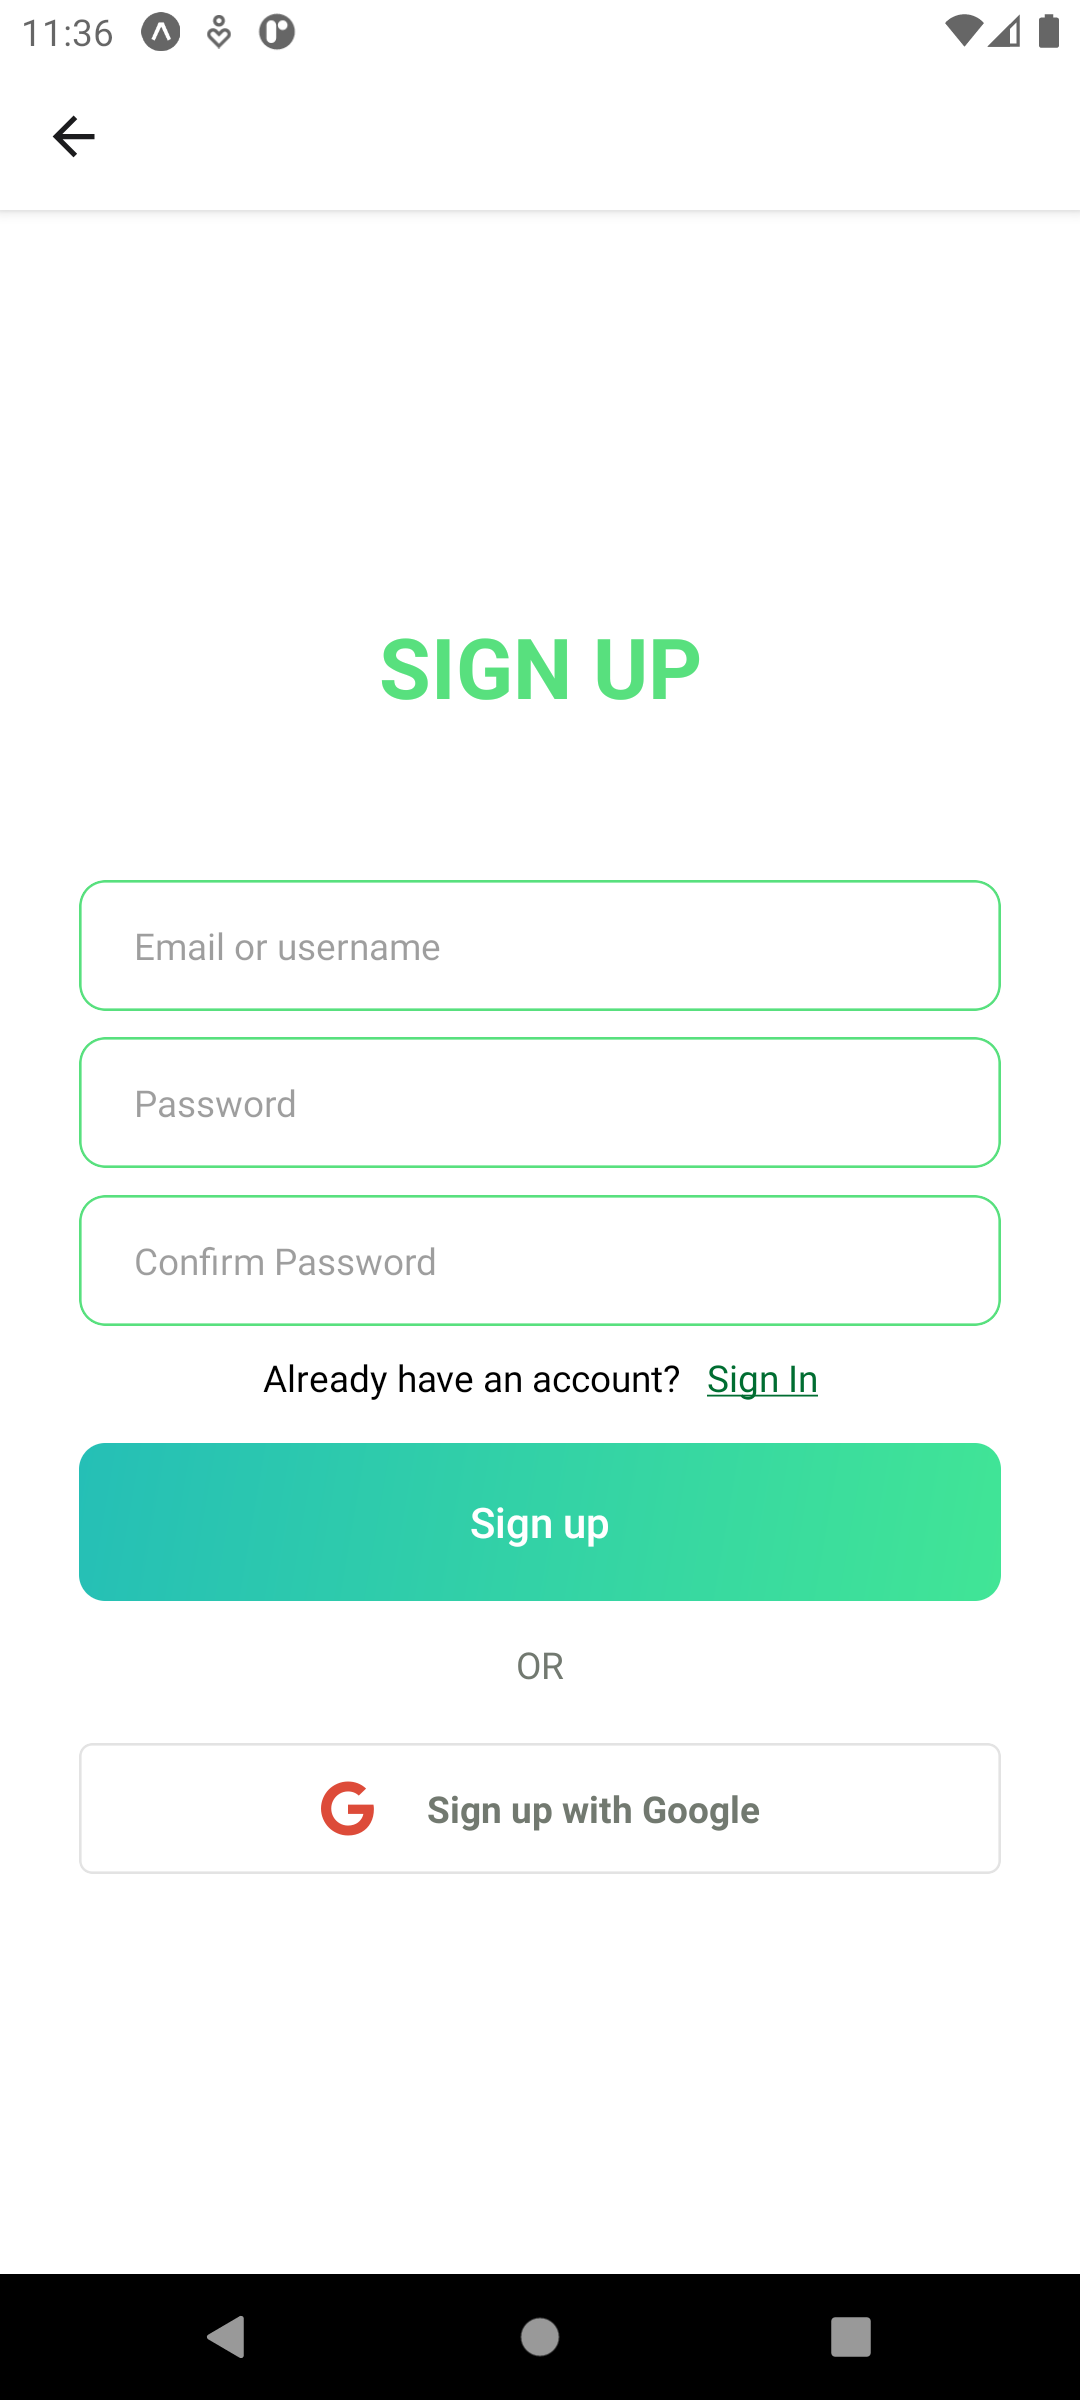 11:36
SIGN UP
Email or username
Password
Confirm Password
Already have an account? Sign In
Sign up
OR
Sign up with Google